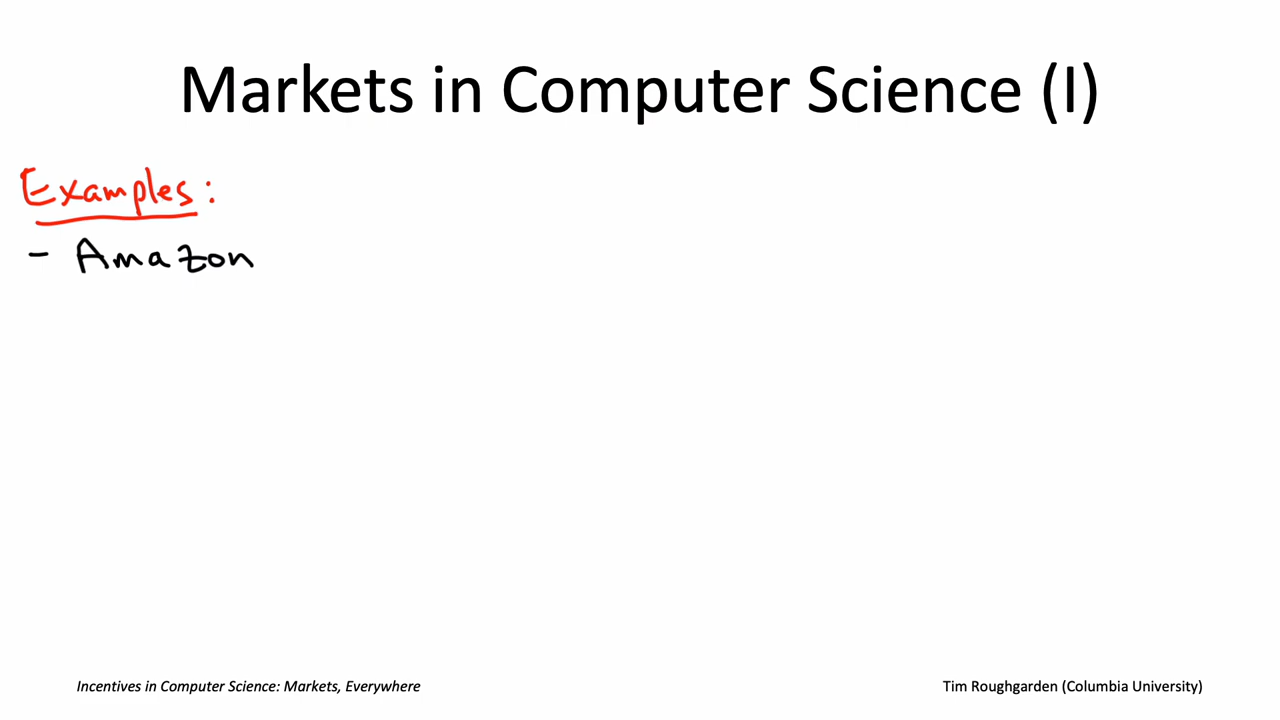 Markets in Computer Science (I)
Examples:
- Amazon
Incentives in Computer Science: Markets, Everywhere
Tim Roughgarden (Columbia University)